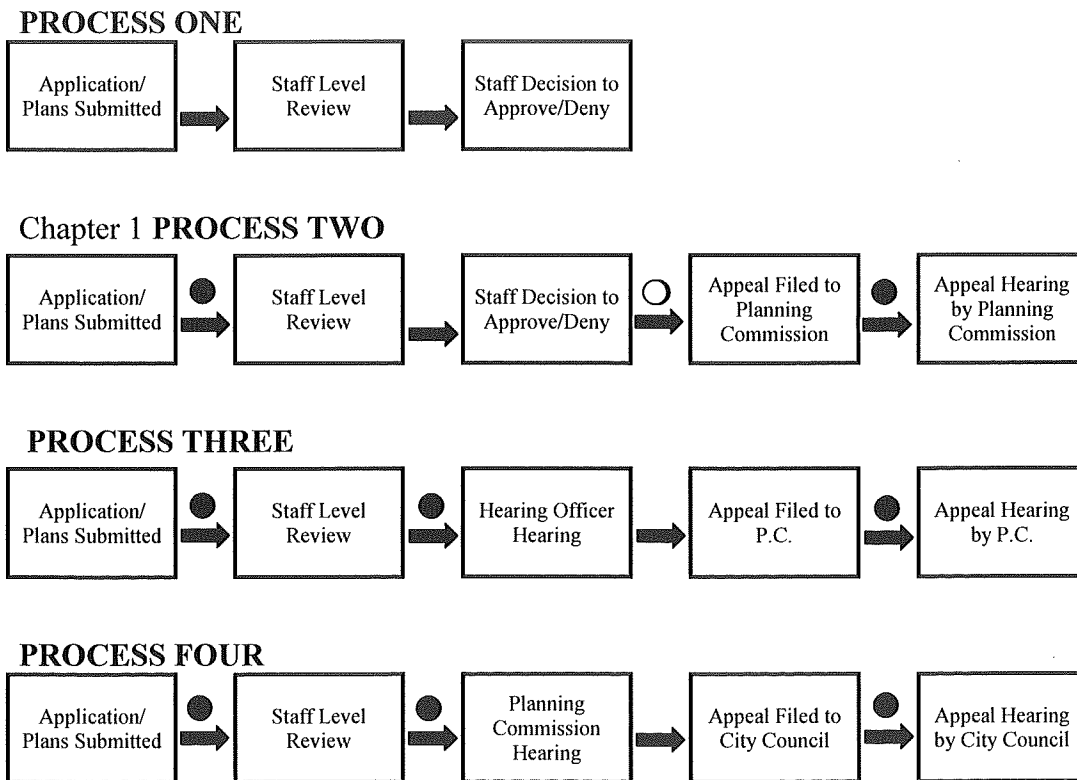 PROCESS ONE
Application/
Plans Submitted
Staff Level
Review
Staff Decision to
Approve/Deny
Chapter 1 PROCESS TWO
Application/
Plans Submitted
Staff Level
Review
Staff Decision to
Approve/Deny
Appeal Filed to
Planning
Commission
Appeal Hearing
by Planning
Commission
PROCESS THREE
Application/
Plans Submitted
Staff Level
Review
Hearing Officer
Hearing
Appeal Filed to
P.C.
Appeal Hearing
by P.C.
PROCESS FOUR
Application/
Plans Submitted
Staff Level
Review
Planning
Commission
Hearing
Appeal Filed to
City Council
Appeal Hearing
by City Council